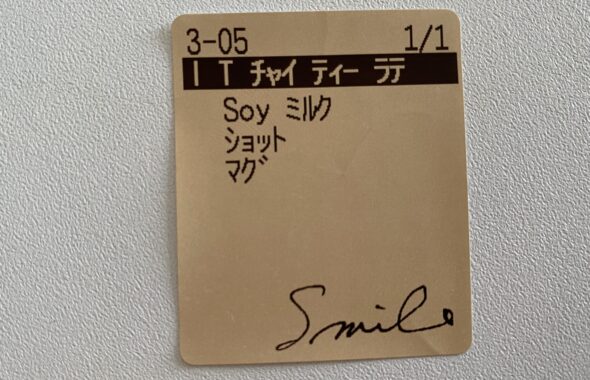 3-05 1/1
I T ﾁｬｲ ﾃｨｰ ﾗﾃ
Soy ﾐﾙｸ
ｼｮｯﾄ
ﾏｸﾞ
Smile